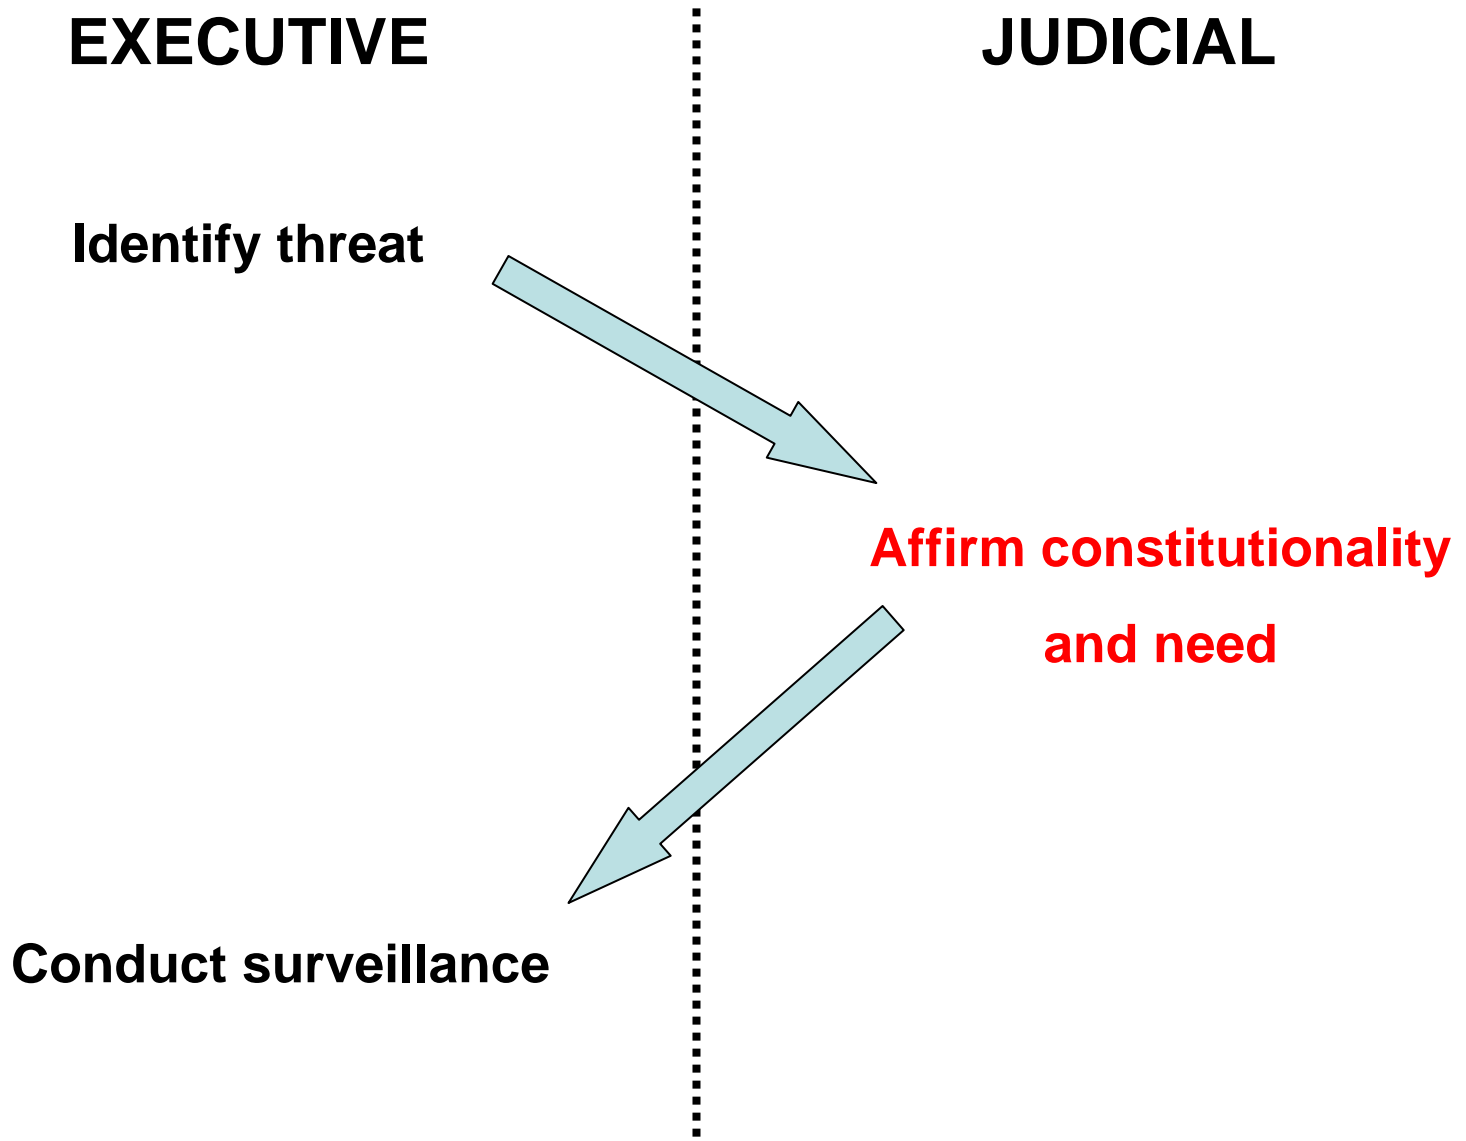 EXECUTIVE
JUDICIAL
Identify threat
Affirm constitutionality
and need
Conduct surveillance